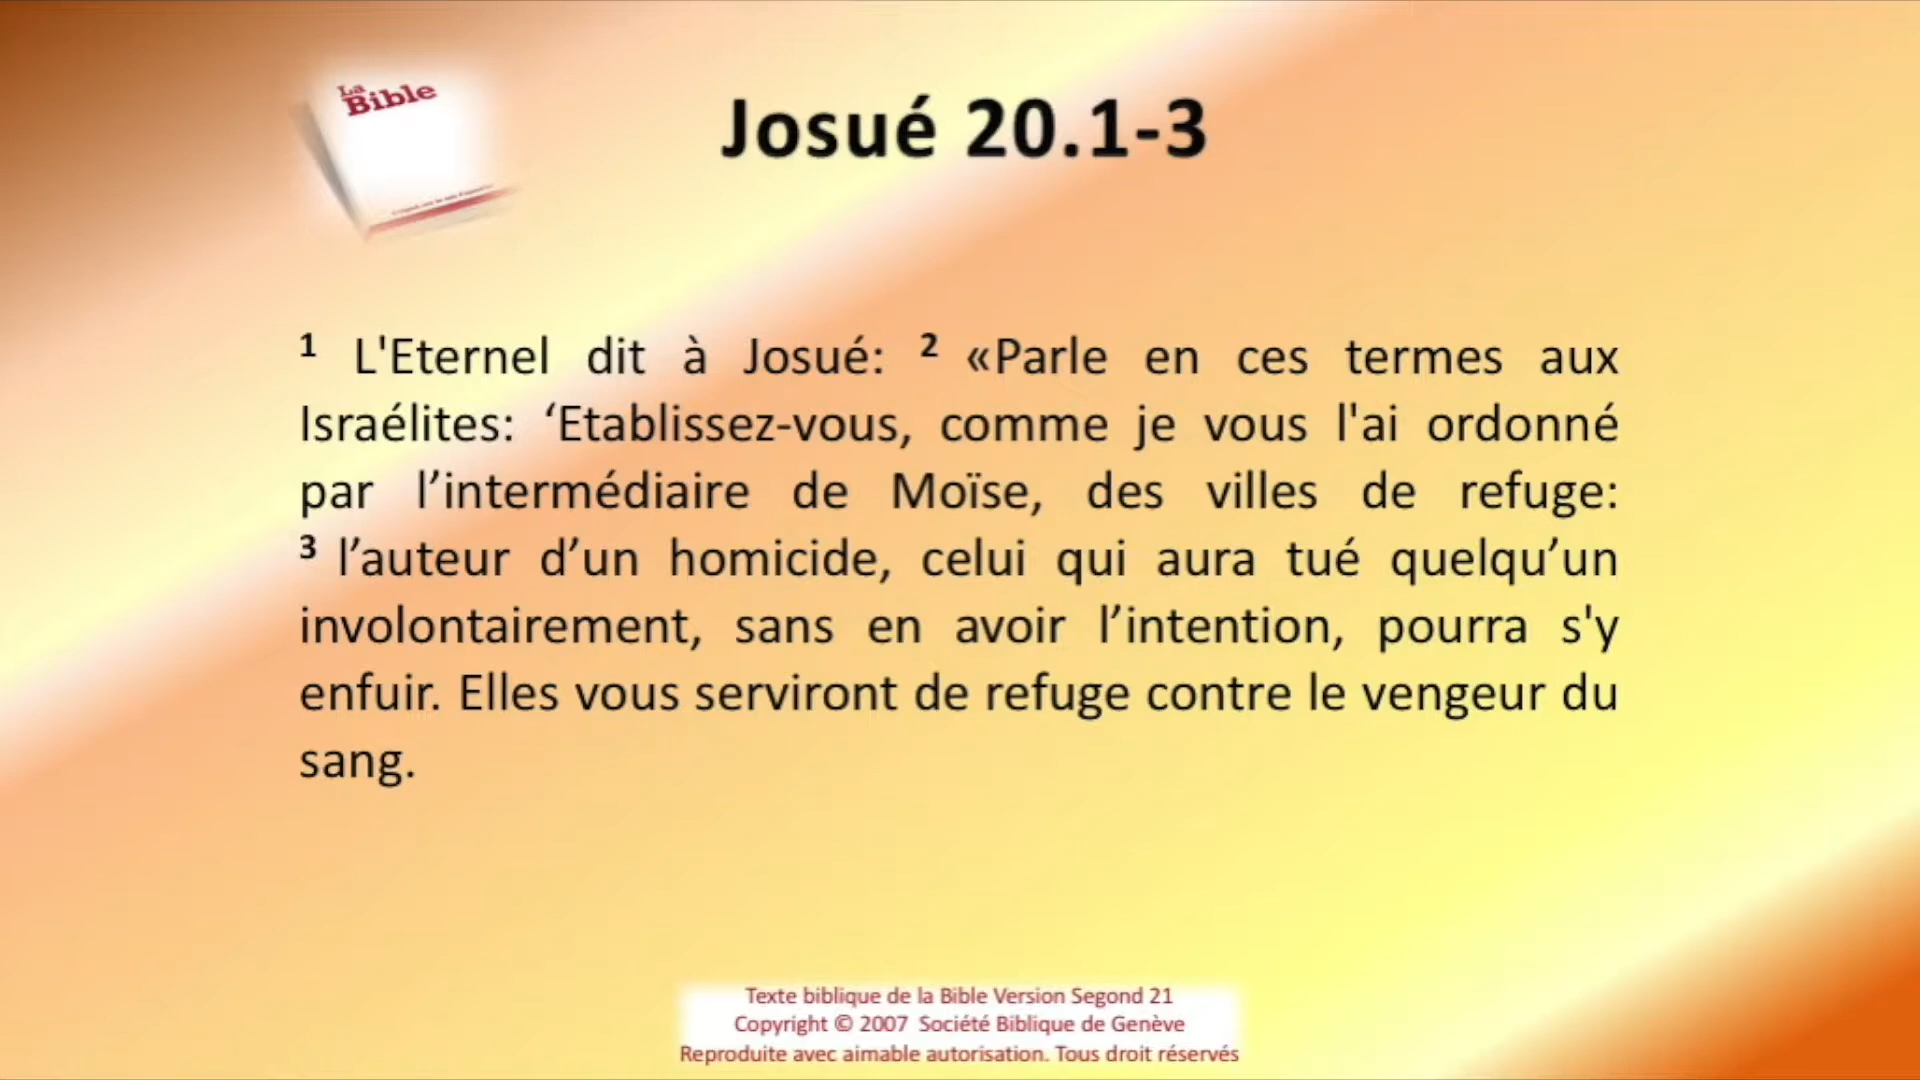 La
Bible
Josué 20.1-3
1 L'Eternel dit à Josué: 2 «Parle en ces termes aux
Israélites: ‘Etablissez-vous, comme je vous l'ai ordonné
par l’intermédiaire de Moïse, des villes de refuge:
3 l’auteur d’un homicide, celui qui aura tué quelqu’un
involontairement, sans en avoir l’intention, pourra s'y
enfuir. Elles vous serviront de refuge contre le vengeur du
sang.
Texte biblique de la Bible Version Segond 21
Copyright © 2007 Société Biblique de Genève
Reproduite avec aimable autorisation. Tous droit réservés